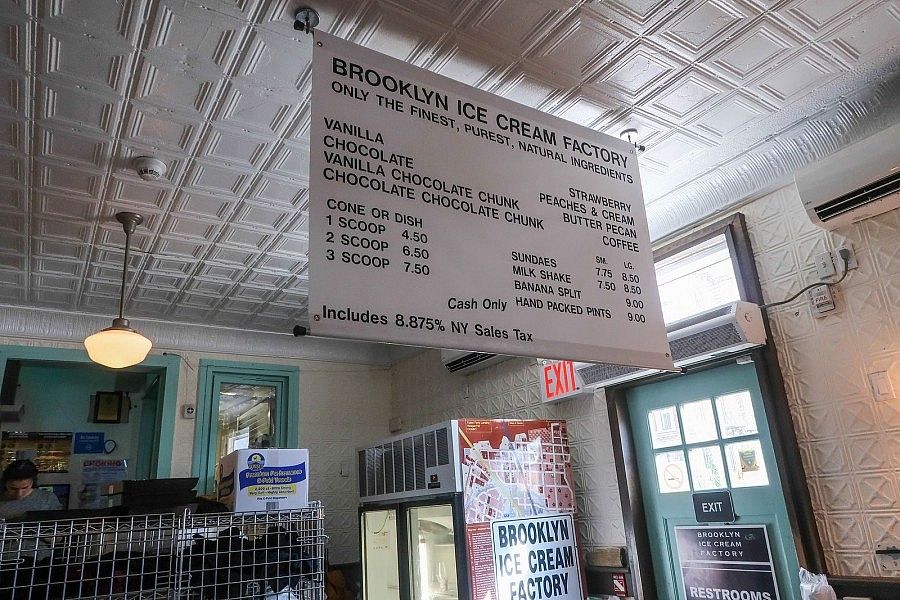 BROOKLYN ICE CREAM FACTORY
ONLY THE FINEST, PUREST, NATURAL INGREDIENTS
VANILLA
CHOCOLATE
VANILLA CHOCOLATE CHUNK
CHOCOLATE CHOCOLATE CHUNK
STRAWBERRY
PEACHES & CREAM
BUTTER PECAN
COFFEE
CONE OR DISH
1 SCOOP 4.50
2 SCOOP 6.50
3 SCOOP 7.50
SM. LG.
SUNDAES 7.75 8.50
MILK SHAKE 7.50 8.50
BANANA SPLIT 9.00
HAND PACKED PINTS 9.00
Cash Only
Includes 8.875% NY Sales Tax
EXIT
EXIT
BROOKLYN
ICE CREAM
FACTORY
RESTROOMS
BROOKLYN
ICE CREAM
FACTORY